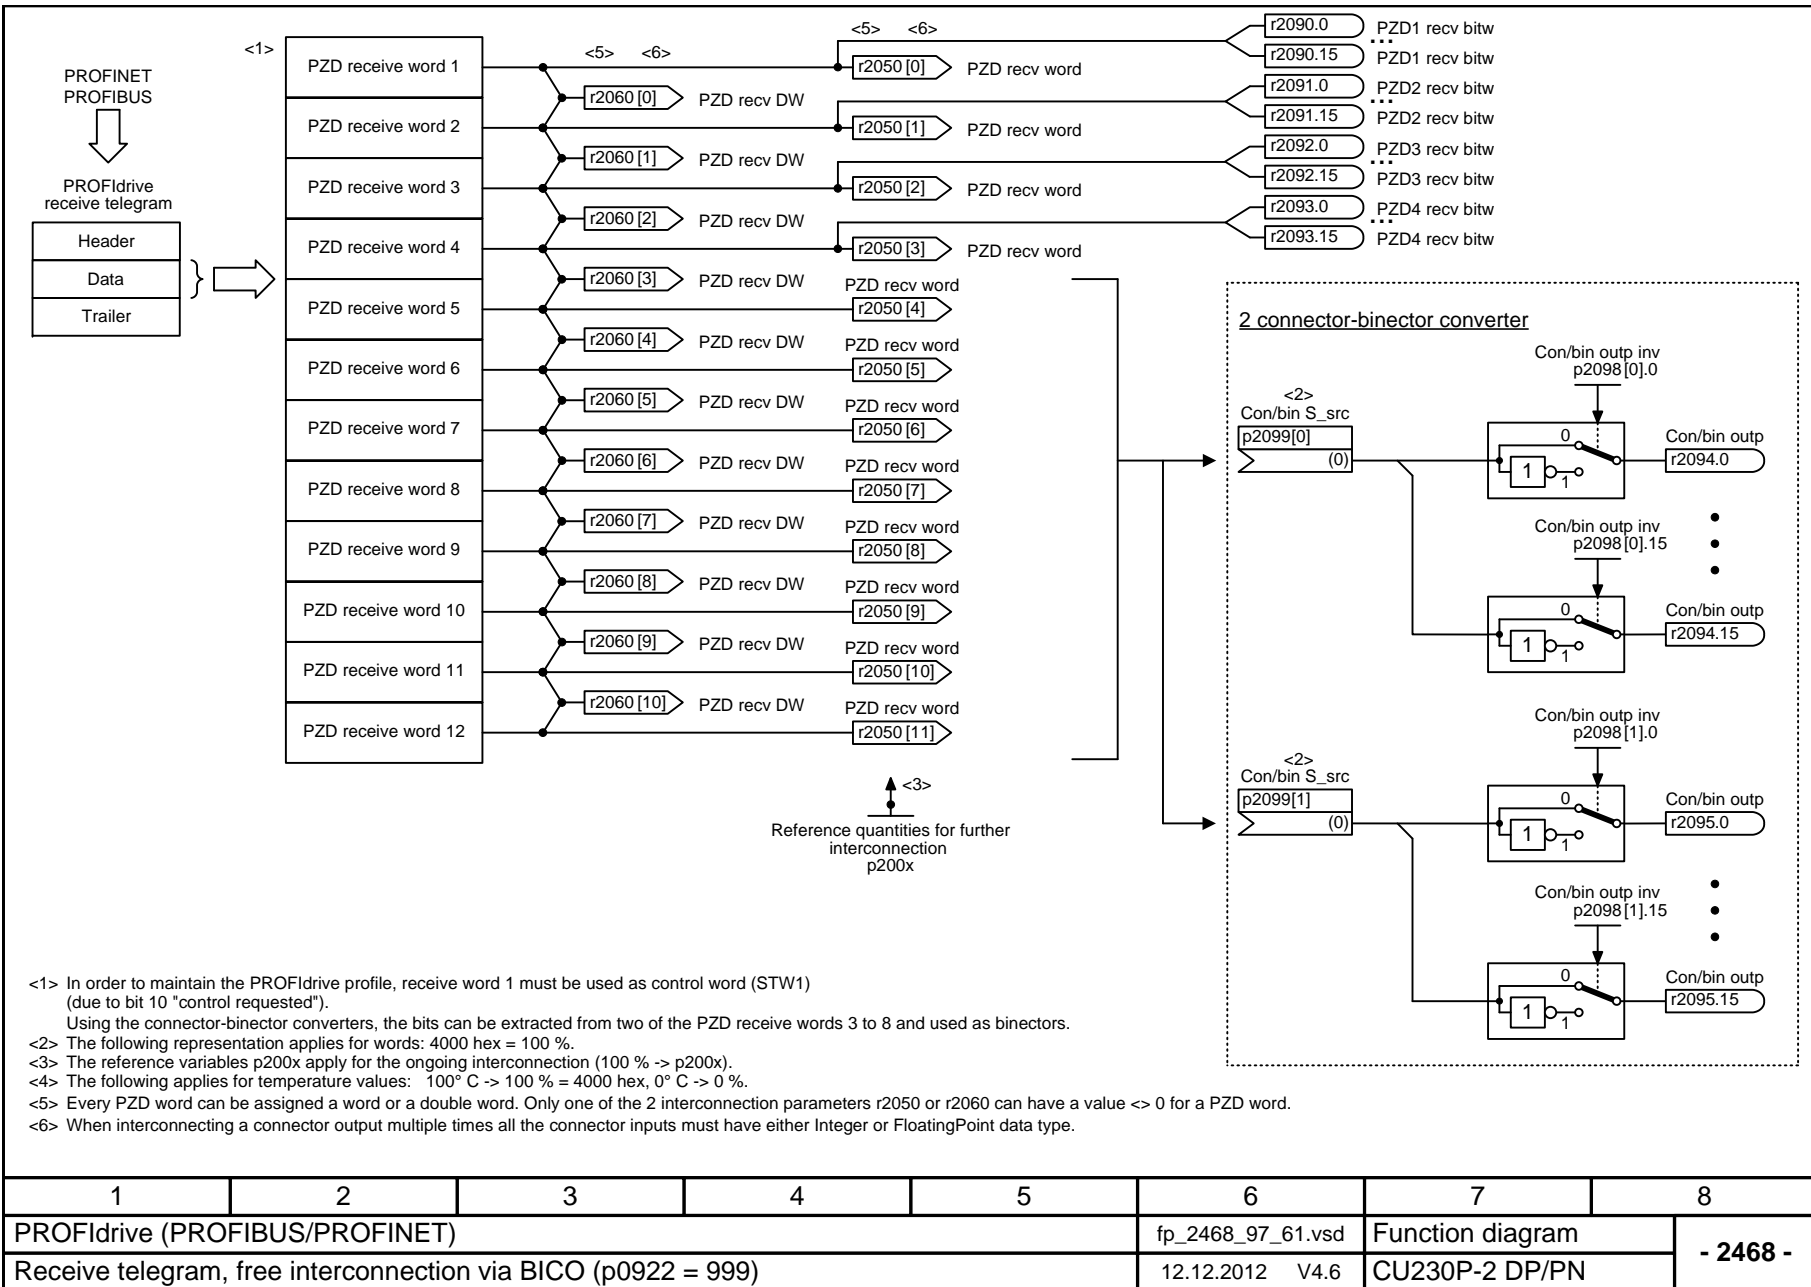 <1>
PROFINET
PROFIBUS
PROFIdrive
receive telegram
Header
Data
Trailer
PZD receive word 1
PZD receive word 2
PZD receive word 3
PZD receive word 4
PZD receive word 5
PZD receive word 6
PZD receive word 7
PZD receive word 8
PZD receive word 9
PZD receive word 10
PZD receive word 11
PZD receive word 12
<5> <6>
r2060 [0] PZD recv DW
r2060 [1] PZD recv DW
r2060 [2] PZD recv DW
r2060 [3] PZD recv DW
r2060 [4] PZD recv DW
r2060 [5] PZD recv DW
r2060 [6] PZD recv DW
r2060 [7] PZD recv DW
r2060 [8] PZD recv DW
r2060 [9] PZD recv DW
r2060 [10] PZD recv DW
<5> <6>
r2050 [0] PZD recv word
r2050 [1] PZD recv word
r2050 [2] PZD recv word
r2050 [3] PZD recv word
PZD recv word
r2050 [4]
PZD recv word
r2050 [5]
PZD recv word
r2050 [6]
PZD recv word
r2050 [7]
PZD recv word
r2050 [8]
PZD recv word
r2050 [9]
PZD recv word
r2050 [10]
PZD recv word
r2050 [11]
<3>
Reference quantities for further
interconnection
p200x
r2090.0 PZD1 recv bitw
...
r2090.15 PZD1 recv bitw
r2091.0 PZD2 recv bitw
...
r2091.15 PZD2 recv bitw
r2092.0 PZD3 recv bitw
...
r2092.15 PZD3 recv bitw
r2093.0 PZD4 recv bitw
...
r2093.15 PZD4 recv bitw
2 connector-binector converter
Con/bin outp inv
p2098 [0].0
<2>
Con/bin S_src
p2099[0]
(0)
0
1
1
Con/bin outp
r2094.0
Con/bin outp inv
p2098 [0].15
0
1
1
Con/bin outp
r2094.15
Con/bin outp inv
p2098 [1].0
<2>
Con/bin S_src
p2099[1]
(0)
0
1
1
Con/bin outp
r2095.0
Con/bin outp inv
p2098 [1].15
0
1
1
Con/bin outp
r2095.15
<1> In order to maintain the PROFIdrive profile, receive word 1 must be used as control word (STW1)
(due to bit 10 "control requested").
Using the connector-binector converters, the bits can be extracted from two of the PZD receive words 3 to 8 and used as binectors.
<2> The following representation applies for words: 4000 hex = 100 %.
<3> The reference variables p200x apply for the ongoing interconnection (100 % -> p200x).
<4> The following applies for temperature values: 100° C -> 100 % = 4000 hex, 0° C -> 0 %.
<5> Every PZD word can be assigned a word or a double word. Only one of the 2 interconnection parameters r2050 or r2060 can have a value <> 0 for a PZD word.
<6> When interconnecting a connector output multiple times all the connector inputs must have either Integer or FloatingPoint data type.
1 2 3 4 5 6 7 8
PROFIdrive (PROFIBUS/PROFINET) fp_2468_97_61.vsd Function diagram - 2468 -
Receive telegram, free interconnection via BICO (p0922 = 999) 12.12.2012 V4.6 CU230P-2 DP/PN